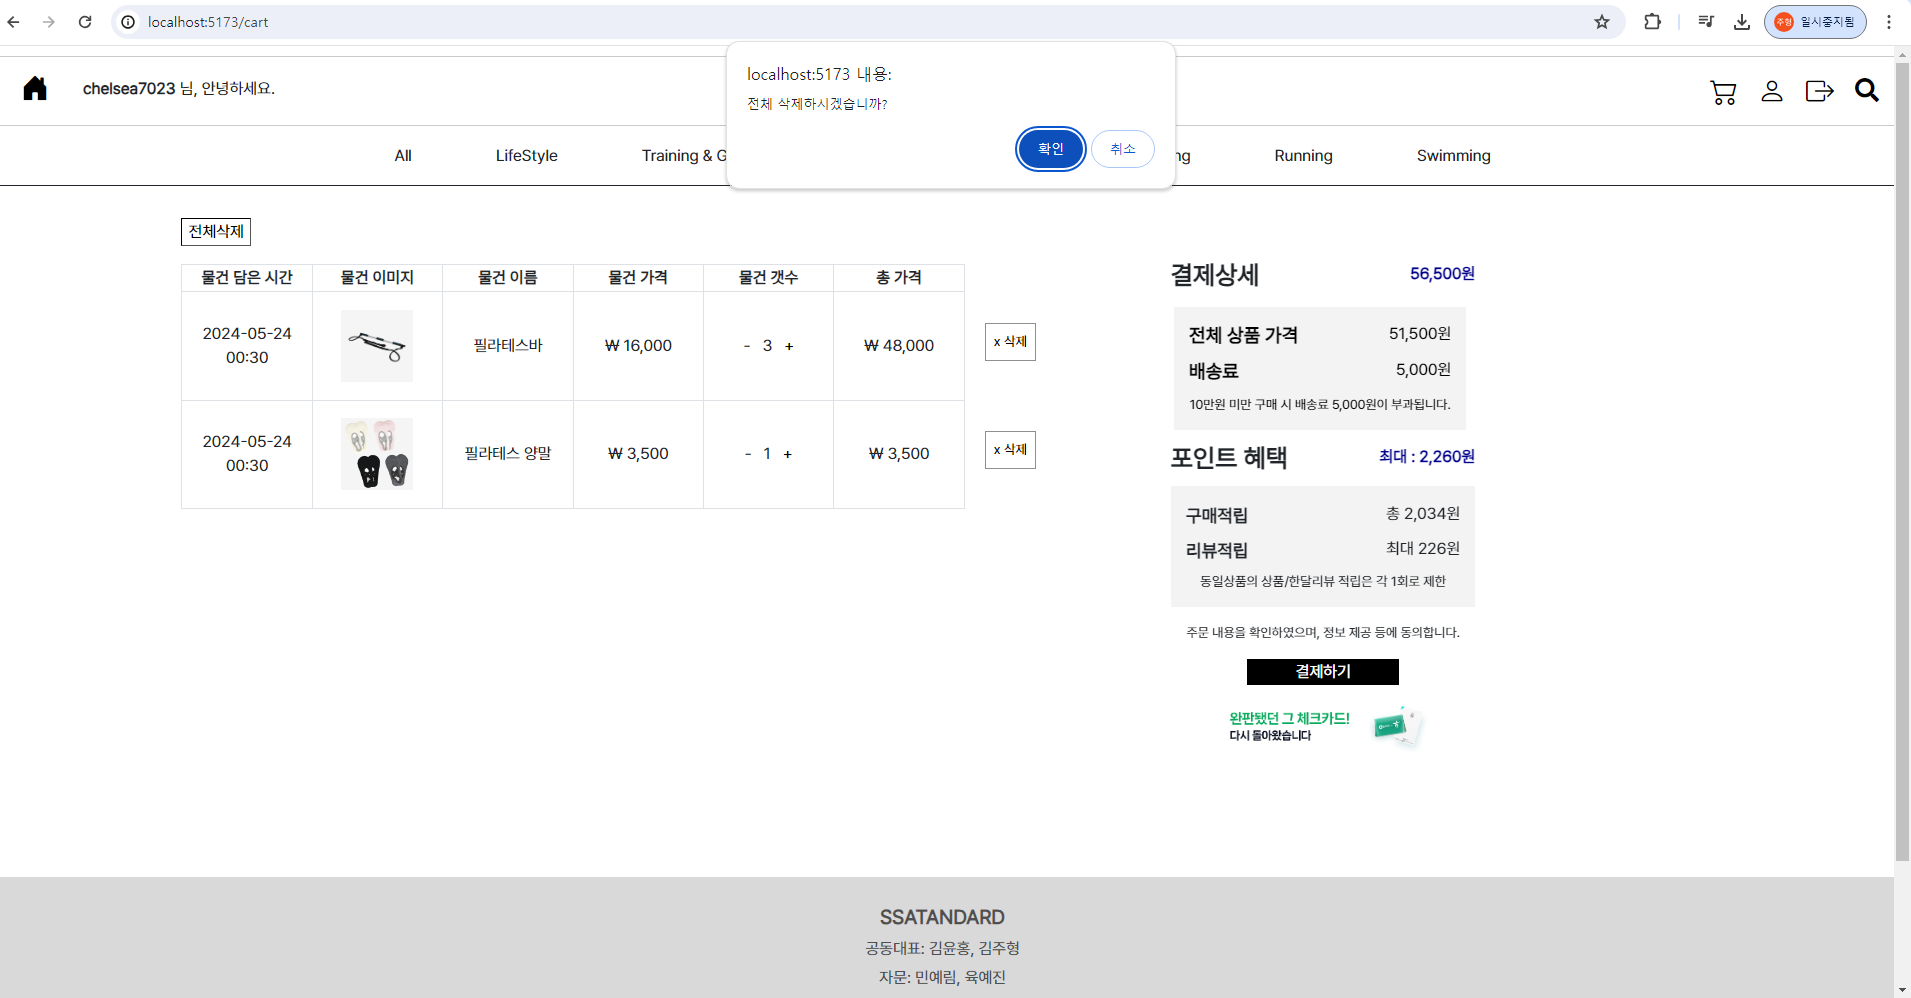 localhost:5173/cart
주형 일시중지됨
localhost:5173 내용:
전체 삭제하시겠습니까?
확인 취소
chelsea7023 님, 안녕하세요.
All LifeStyle Training & G ng Running Swimming
전체삭제
물건 담은 시간 물건 이미지 물건 이름 물건 가격 물건 갯수 총 가격
2024-05-24
00:30
필라테스바 ₩ 16,000 - 3 + ₩ 48,000 x 삭제
2024-05-24
00:30
필라테스 양말 ₩ 3,500 - 1 + ₩ 3,500 x 삭제
결제상세 56,500원
전체 상품 가격 51,500원
배송료 5,000원
10만원 미만 구매 시 배송료 5,000원이 부과됩니다.
포인트 혜택 최대 : 2,260원
구매적립 총 2,034원
리뷰적립 최대 226원
동일상품의 상품/한달리뷰 적립은 각 1회로 제한
주문 내용을 확인하였으며, 정보 제공 등에 동의합니다.
결제하기
완판됐던 그 체크카드!
다시 돌아왔습니다
SSATANDARD
공동대표: 김윤홍, 김주형
자문: 민예림, 육예진